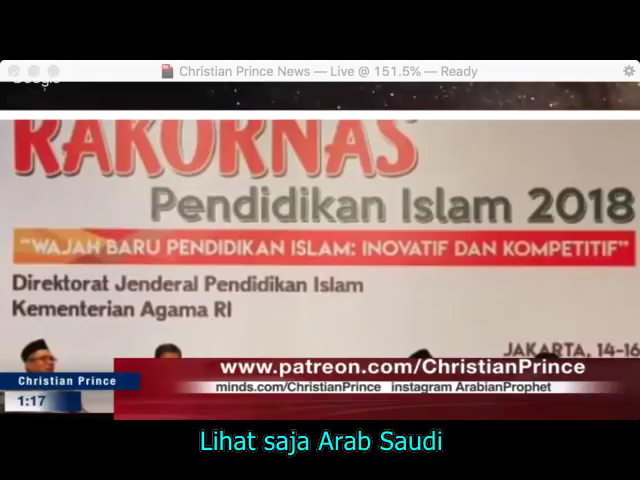 Google
Christian Prince News — Live @ 151.5% — Ready
RAKORNAS
Pendidikan Islam 2018
“WAJAH BARU PENDIDIKAN ISLAM: INOVATIF DAN KOMPETITIF”
Direktorat Jenderal Pendidikan Islam
Kementerian Agama RI
JAKARTA, 14-16
www.patreon.com/ChristianPrince
Christian Prince
minds.com/ChristianPrince instagram ArabianProphet
1:17
Lihat saja Arab Saudi